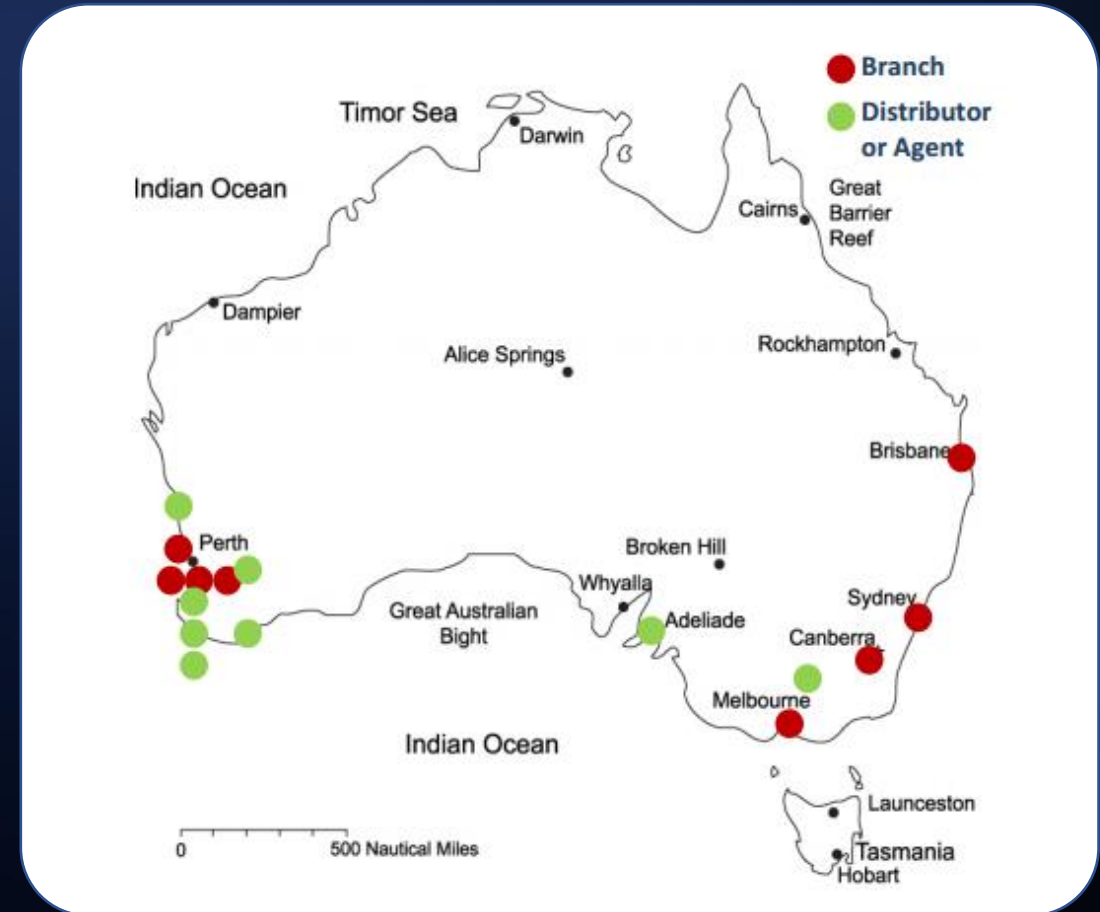 Branch
Timor Sea
Distributor
or Agent
Darwin
Indian Ocean
Great
Barrier
Reef
Cairns
Dampier
Rockhampton
Alice Springs
Brisbane
Perth
Broken Hill
Whyalla
Sydney
Great Australian
Bight
Adeliade
Canberra
Melbourne
Indian Ocean
Launceston
0
500 Nautical Miles
Tasmania
Hobart